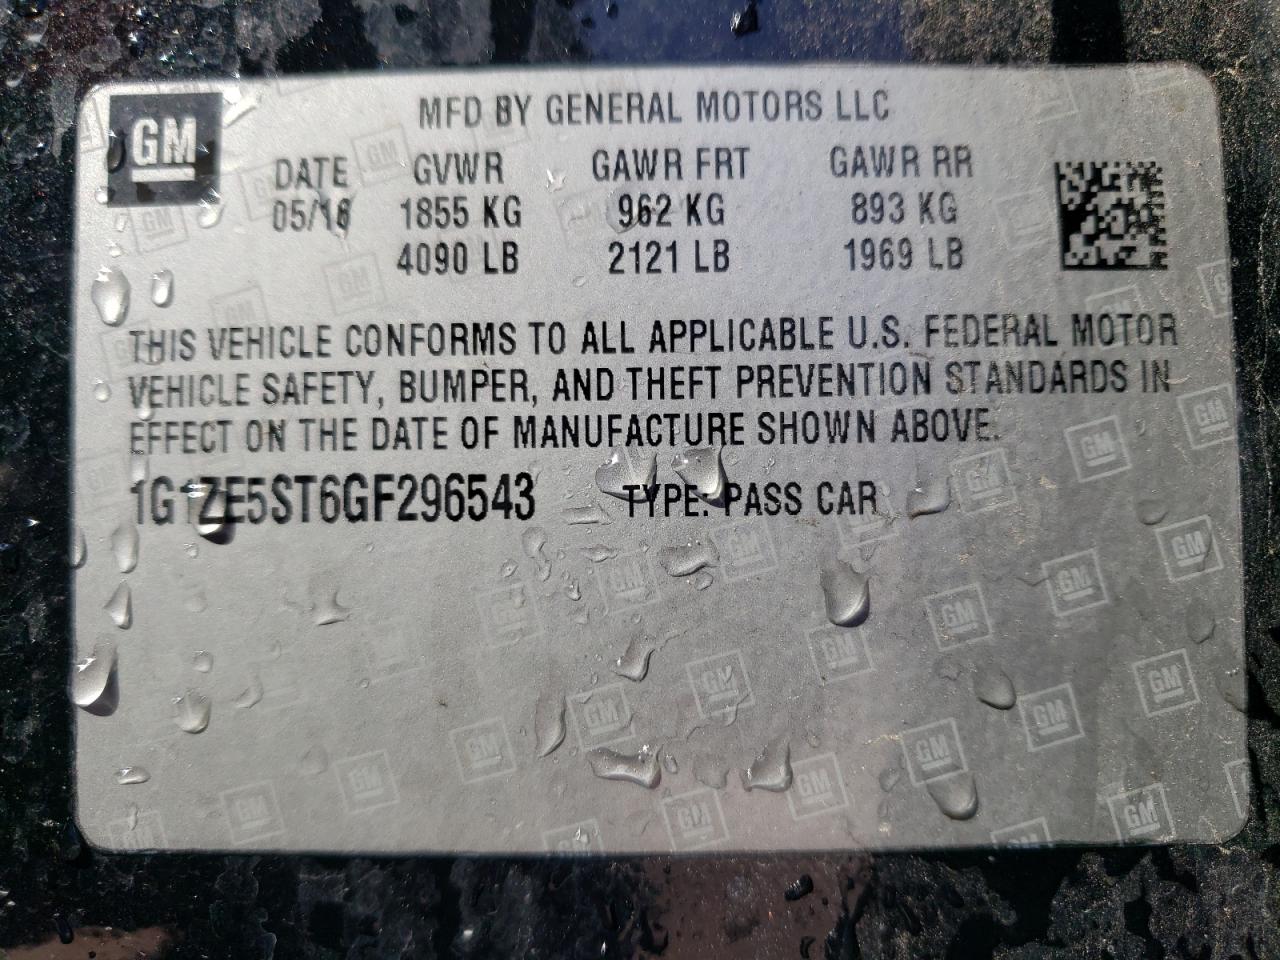 GM
MFD BY GENERAL MOTORS LLC
DATE GVWR GAWR FRT GAWR RR
05/16 1855 KG 962 KG 893 KG
4090 LB 2121 LB 1969 LB
THIS VEHICLE CONFORMS TO ALL APPLICABLE U.S. FEDERAL MOTOR
VEHICLE SAFETY, BUMPER, AND THEFT PREVENTION STANDARDS IN
EFFECT ON THE DATE OF MANUFACTURE SHOWN ABOVE.
1G1ZE5ST6GF296543 TYPE: PASS CAR